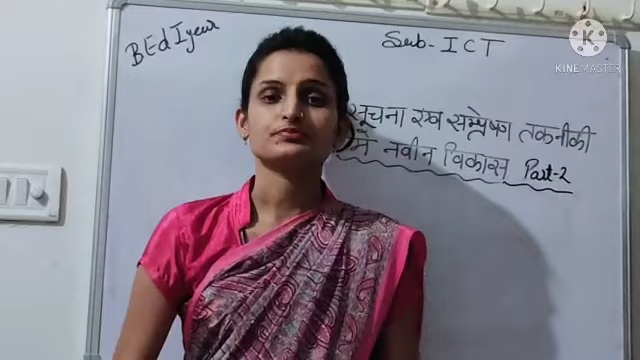 BEd I year
Sub- ICT
सूचना एवं सम्प्रेषण तकनीकी
में नवीन विकास Part-2
K
KINEMASTER